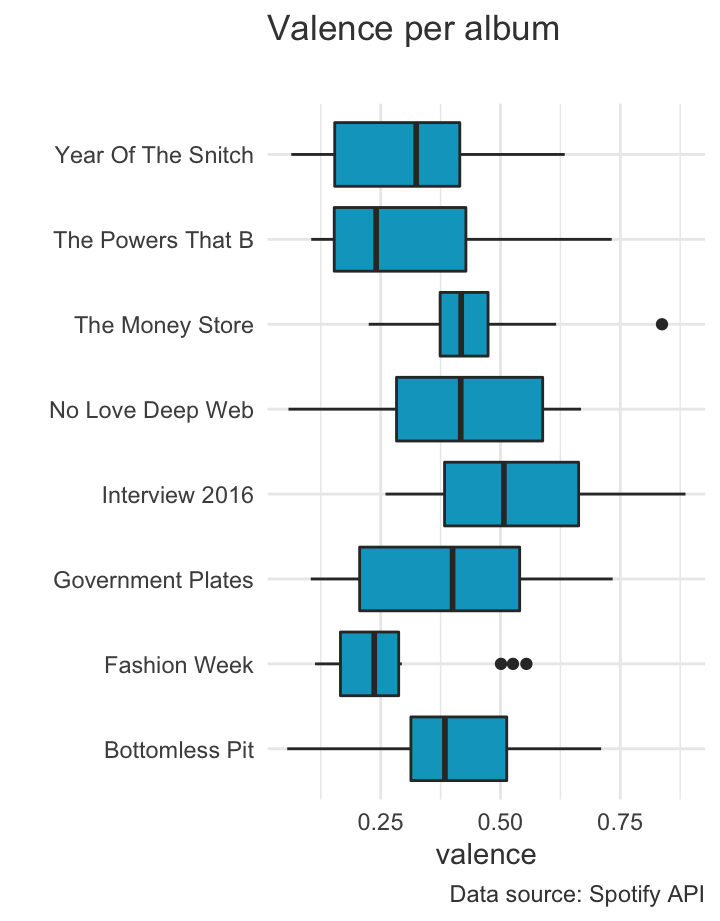 Valence per album
Year Of The Snitch
The Powers That B
The Money Store
No Love Deep Web
Interview 2016
Government Plates
Fashion Week
Bottomless Pit
0.25 0.50 0.75
valence
Data source: Spotify API